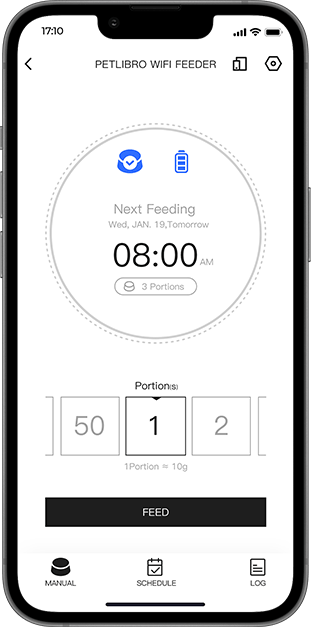 17:10
PETLIBRO WIFI FEEDER
Next Feeding
Wed, JAN. 19,Tomorrow
08:00 AM
3 Portions
Portion(S)
50 1 2
1Portion ≈ 10g
FEED
MANUAL SCHEDULE LOG